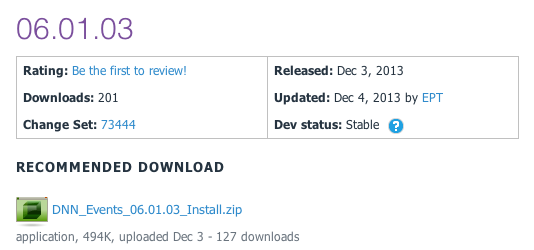 06.01.03
Rating: Be the first to review!
Released: Dec 3, 2013
Downloads: 201
Updated: Dec 4, 2013 by EPT
Change Set: 73444
Dev status: Stable ?
RECOMMENDED DOWNLOAD
DNN_Events_06.01.03_Install.zip
application, 494K, uploaded Dec 3 - 127 downloads